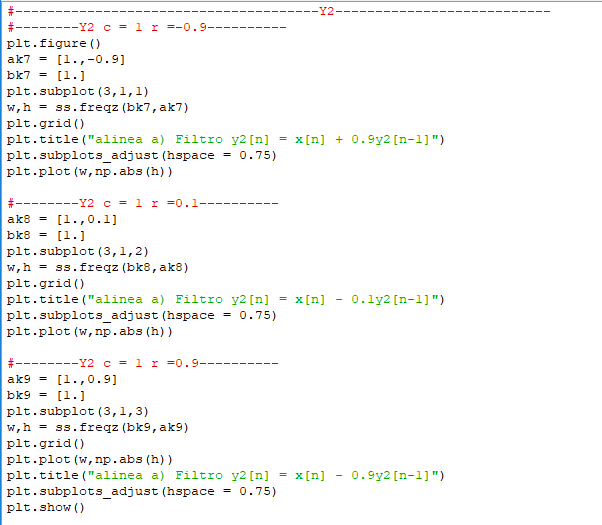 #--------------------------------------Y2---------------------------
#--------Y2 c = 1 r =-0.9----------
plt.figure()
ak7 = [1.,-0.9]
bk7 = [1.]
plt.subplot(3,1,1)
w,h = ss.freqz(bk7,ak7)
plt.grid()
plt.title("alinea a) Filtro y2[n] = x[n] + 0.9y2[n-1]")
plt.subplots_adjust(hspace = 0.75)
plt.plot(w,np.abs(h))
#--------Y2 c = 1 r =0.1----------
ak8 = [1.,0.1]
bk8 = [1.]
plt.subplot(3,1,2)
w,h = ss.freqz(bk8,ak8)
plt.grid()
plt.title("alinea a) Filtro y2[n] = x[n] - 0.1y2[n-1]")
plt.subplots_adjust(hspace = 0.75)
plt.plot(w,np.abs(h))
#--------Y2 c = 1 r =0.9----------
ak9 = [1.,0.9]
bk9 = [1.]
plt.subplot(3,1,3)
w,h = ss.freqz(bk9,ak9)
plt.grid()
plt.plot(w,np.abs(h))
plt.title("alinea a) Filtro y2[n] = x[n] - 0.9y2[n-1]")
plt.subplots_adjust(hspace = 0.75)
plt.show()